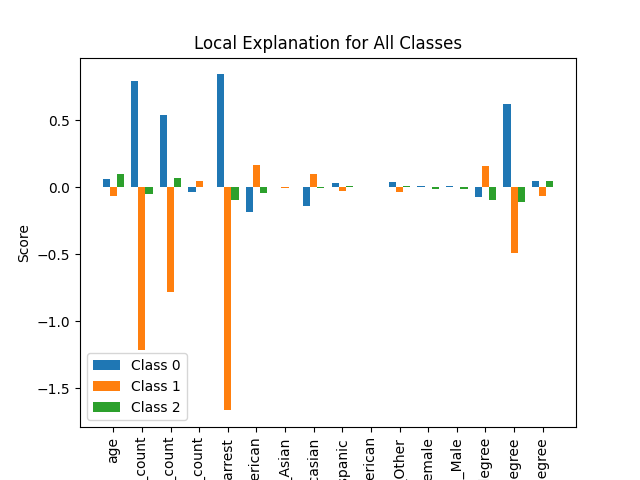 Local Explanation for All Classes
Score
0.5
0.0
−0.5
−1.0
−1.5
Class 0
Class 1
Class 2
age
_count
_count
_count
arrest
erican
_Asian
casian
spanic
erican
_Other
emale
_Male
egree
egree
egree